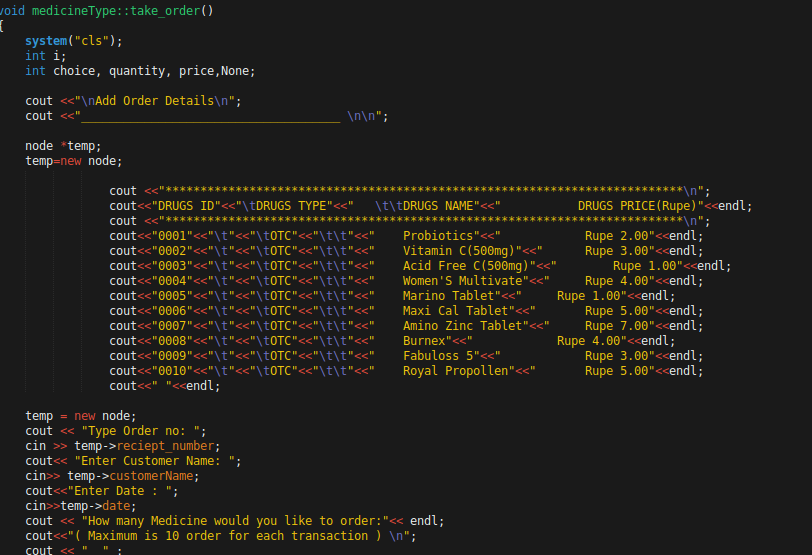 void medicineType::take_order()
{
    system("cls");
    int i;
    int choice, quantity, price,None;

    cout <<"\nAdd Order Details\n";
    cout <<"_____________________________________ \n\n";

    node *temp;
    temp=new node;

                cout <<"**************************************************************************\n";
                cout<<"DRUGS ID"<<"\tDRUGS TYPE"<<"   \t\tDRUGS NAME"<<"           DRUGS PRICE(Rupe)"<<endl;
                cout <<"**************************************************************************\n";
                cout<<"0001"<<"\t"<<"\tOTC"<<"\t\t"<<"    Probiotics"<<"            Rupe 2.00"<<endl;
                cout<<"0002"<<"\t"<<"\tOTC"<<"\t\t"<<"    Vitamin C(500mg)"<<"      Rupe 3.00"<<endl;
                cout<<"0003"<<"\t"<<"\tOTC"<<"\t\t"<<"    Acid Free C(500mg)"<<"        Rupe 1.00"<<endl;
                cout<<"0004"<<"\t"<<"\tOTC"<<"\t\t"<<"    Women'S Multivate"<<"     Rupe 4.00"<<endl;
                cout<<"0005"<<"\t"<<"\tOTC"<<"\t\t"<<"    Marino Tablet"<<"     Rupe 1.00"<<endl;
                cout<<"0006"<<"\t"<<"\tOTC"<<"\t\t"<<"    Maxi Cal Tablet"<<"       Rupe 5.00"<<endl;
                cout<<"0007"<<"\t"<<"\tOTC"<<"\t\t"<<"    Amino Zinc Tablet"<<"     Rupe 7.00"<<endl;
                cout<<"0008"<<"\t"<<"\tOTC"<<"\t\t"<<"    Burnex"<<"            Rupe 4.00"<<endl;
                cout<<"0009"<<"\t"<<"\tOTC"<<"\t\t"<<"    Fabuloss 5"<<"            Rupe 3.00"<<endl;
                cout<<"0010"<<"\t"<<"\tOTC"<<"\t\t"<<"    Royal Propollen"<<"       Rupe 5.00"<<endl;
                cout<<" "<<endl;

    temp = new node;
    cout << "Type Order no: ";
    cin >> temp->reciept_number;
    cout<< "Enter Customer Name: ";
    cin>> temp->customerName;
    cout<<"Enter Date : ";
    cin>>temp->date;
    cout << "How many Medicine would you like to order:"<< endl;
    cout<<"( Maximum is 10 order for each transaction ) \n";
    cout << "  " ;